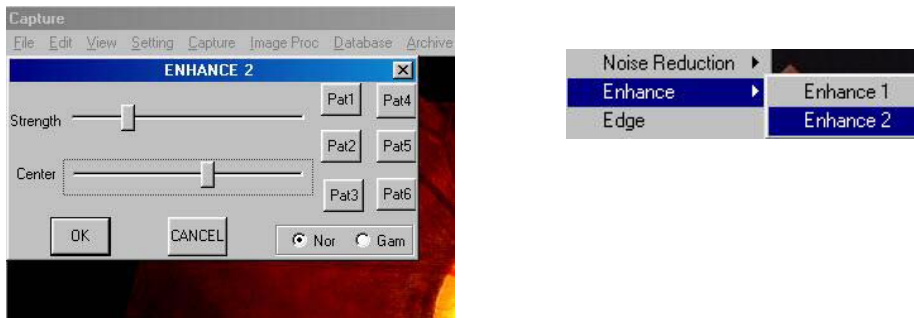 Capture
File Edit View Setting Capture Image Proc Database Archive
ENHANCE 2
Strength
Pat1 Pat4
Pat2 Pat5
Center
Pat3 Pat6
OK CANCEL Nor Gam
Noise Reduction
Enhance
Edge
Enhance 1
Enhance 2